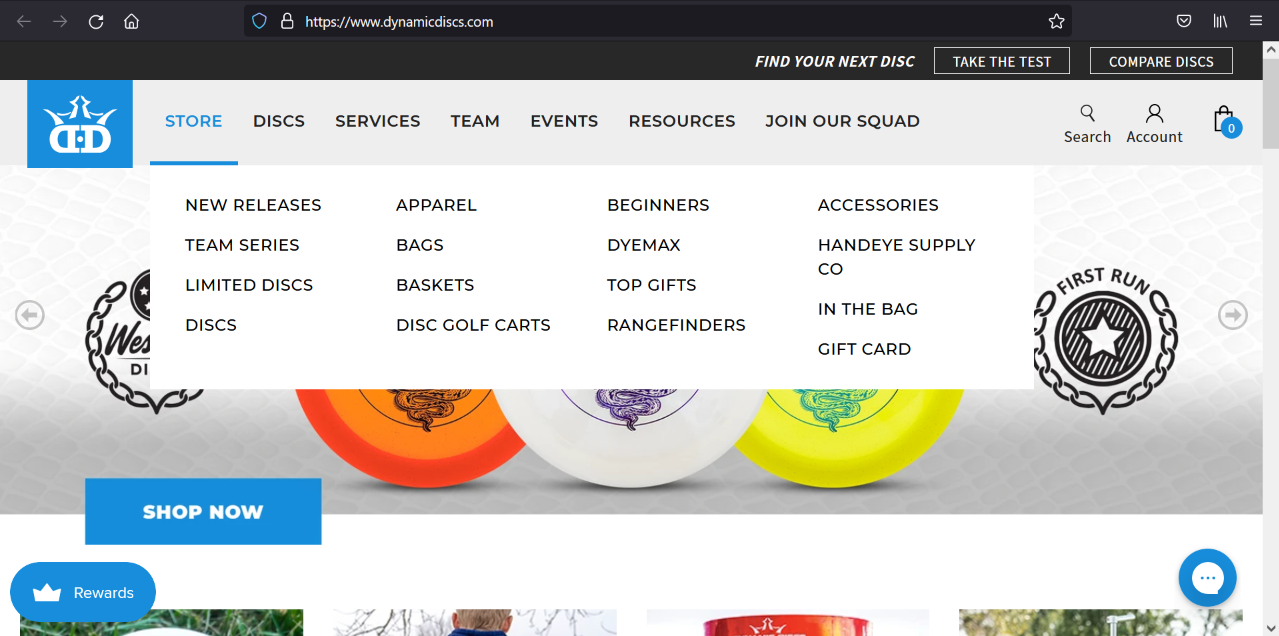 https://www.dynamicdiscs.com
FIND YOUR NEXT DISC
TAKE THE TEST
COMPARE DISCS
STORE
DISCS
SERVICES
TEAM
EVENTS
RESOURCES
JOIN OUR SQUAD
Search
Account
0
NEW RELEASES
TEAM SERIES
LIMITED DISCS
DISCS
APPAREL
BAGS
BASKETS
DISC GOLF CARTS
BEGINNERS
DYEMAX
TOP GIFTS
RANGEFINDERS
ACCESSORIES
HANDEYE SUPPLY
CO
IN THE BAG
GIFT CARD
FIRST RUN
SHOP NOW
Rewards